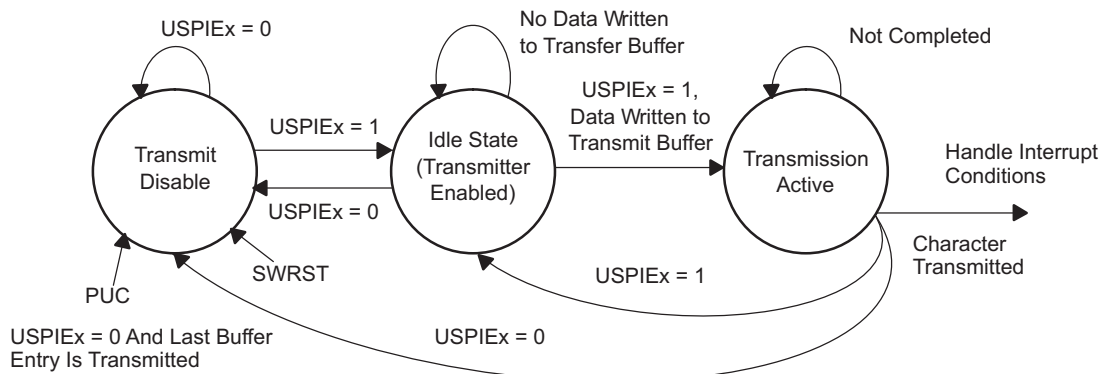 USPIEx = 0
No Data Written
to Transfer Buffer
Not Completed
USPIEx = 1
USPIEx = 1,
Data Written to
Transmit Buffer
Transmit
Disable
Idle State
(Transmitter
Enabled)
Transmission
Active
Handle Interrupt
Conditions
USPIEx = 0
SWRST
PUC
USPIEx = 1
Character
Transmitted
USPIEx = 0
USPIEx = 0 And Last Buffer
Entry Is Transmitted